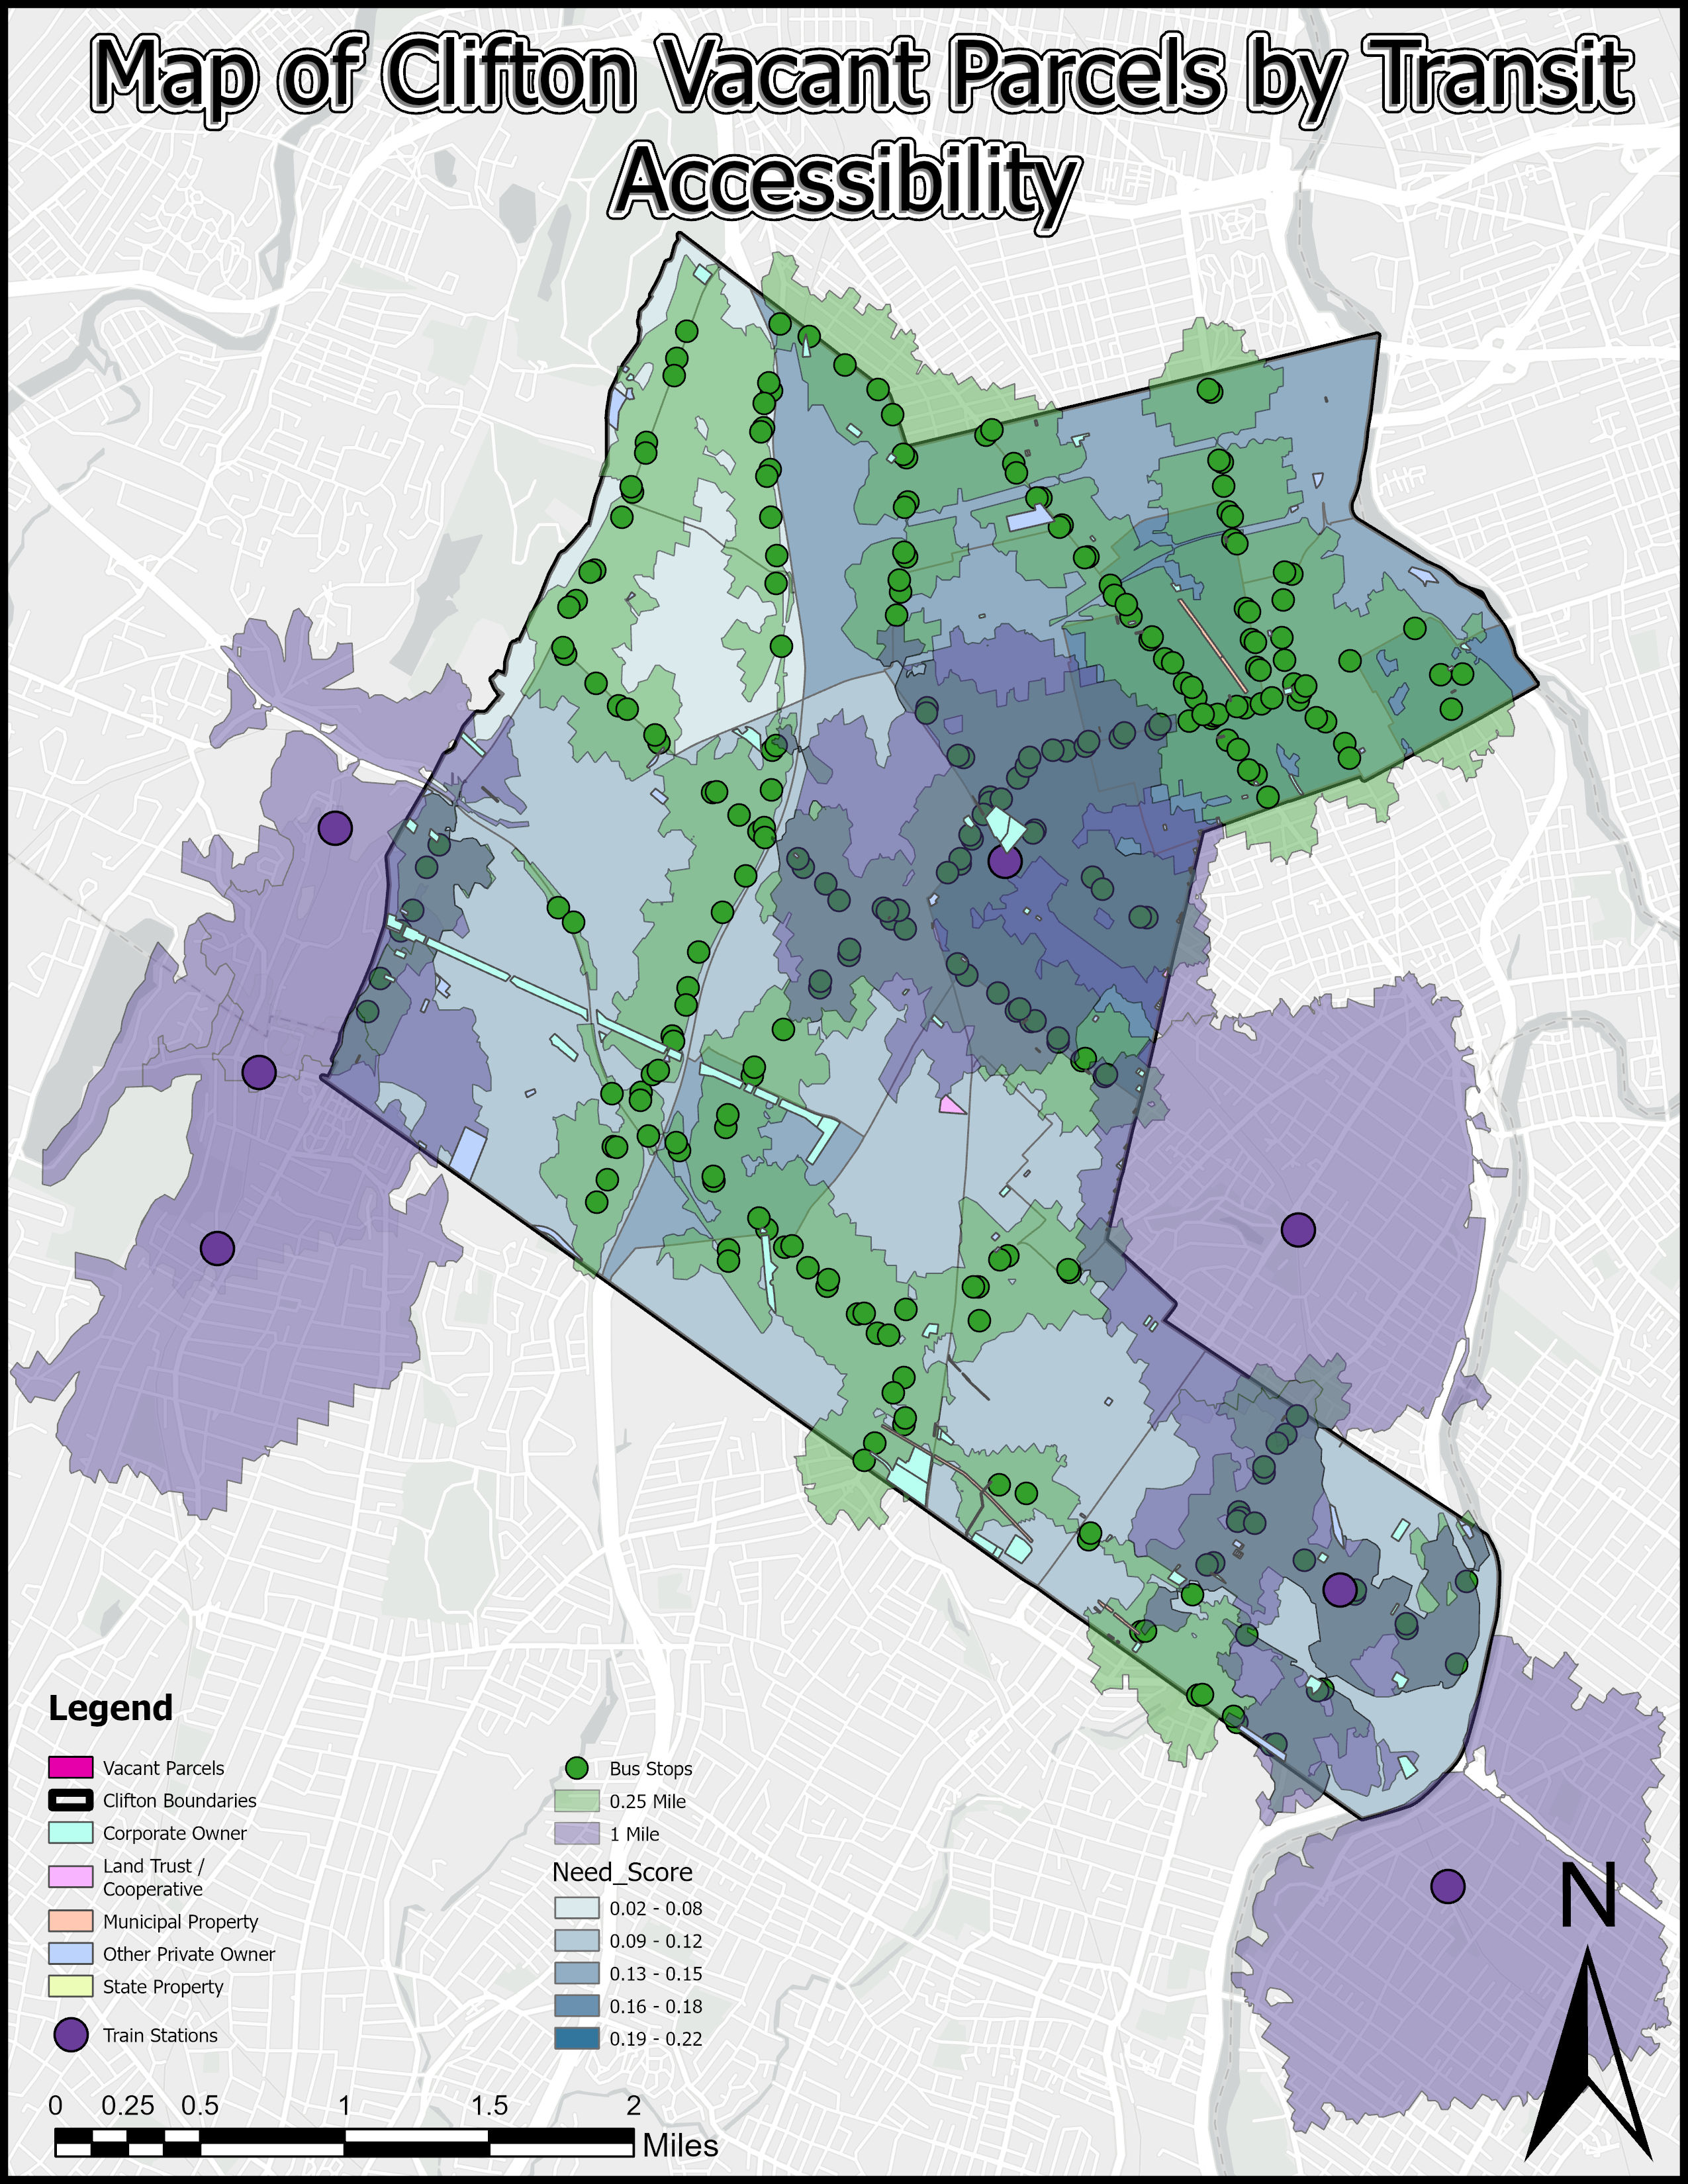 Map of Clifton Vacant Parcels by Transit
Accessibility
Legend
Vacant Parcels
Clifton Boundaries
Corporate Owner
Land Trust /
Cooperative
Municipal Property
Other Private Owner
State Property
Train Stations
Bus Stops
0.25 Mile
1 Mile
Need_Score
0.02 - 0.08
0.09 - 0.12
0.13 - 0.15
0.16 - 0.18
0.19 - 0.22
N
0 0.25 0.5 1 1.5 2
Miles